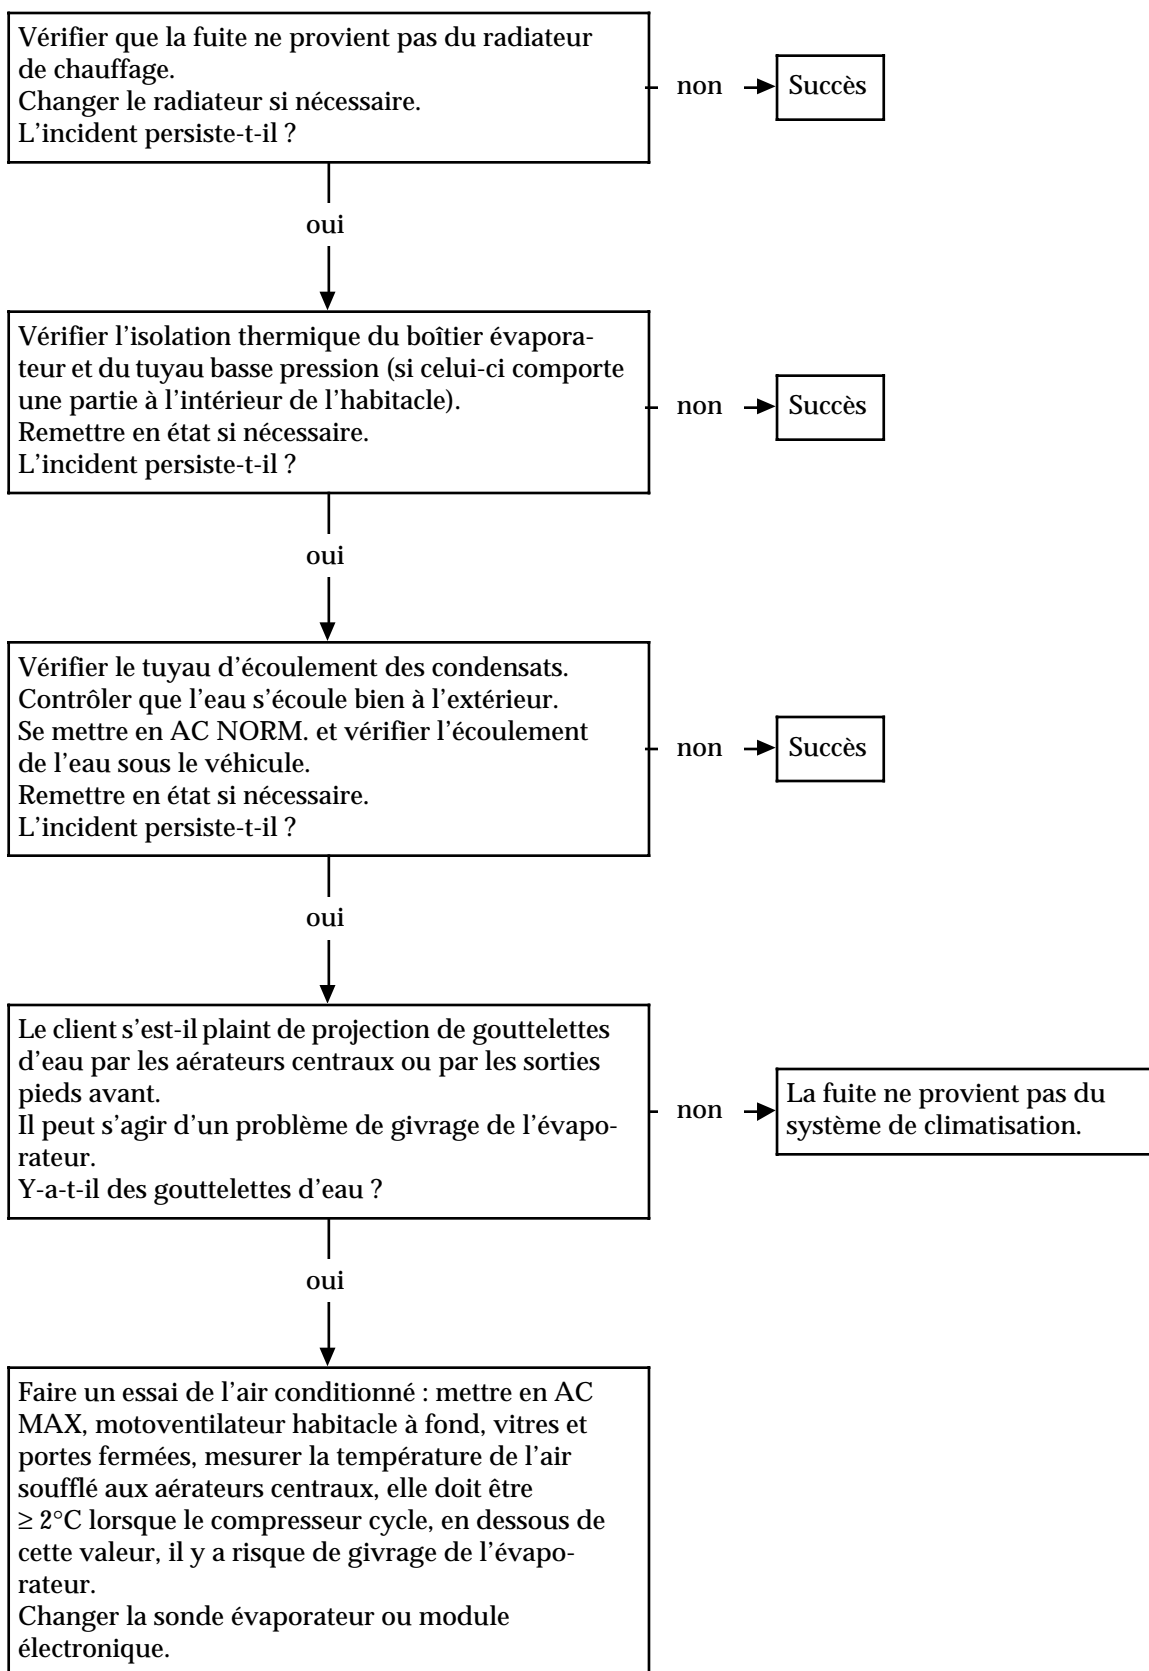 Vérifier que la fuite ne provient pas du radiateur
de chauffage.
Changer le radiateur si nécessaire.
L'incident persiste-t-il ?
non
Succès
oui
Vérifier l'isolation thermique du boîtier évapora-
teur et du tuyau basse pression (si celui-ci comporte
une partie à l'intérieur de l'habitacle).
Remettre en état si nécessaire.
L'incident persiste-t-il ?
non
Succès
oui
Vérifier le tuyau d'écoulement des condensats.
Contrôler que l'eau s'écoule bien à l'extérieur.
Se mettre en AC NORM. et vérifier l'écoulement
de l'eau sous le véhicule.
Remettre en état si nécessaire.
L'incident persiste-t-il ?
non
Succès
oui
Le client s'est-il plaint de projection de gouttelettes
d'eau par les aérateurs centraux ou par les sorties
pieds avant.
Il peut s'agir d'un problème de givrage de l'évapo-
rateur.
Y-a-t-il des gouttelettes d'eau ?
non
La fuite ne provient pas du
système de climatisation.
oui
Faire un essai de l'air conditionné : mettre en AC
MAX, motoventilateur habitacle à fond, vitres et
portes fermées, mesurer la température de l'air
soufflé aux aérateurs centraux, elle doit être
≥ 2°C lorsque le compresseur cycle, en dessous de
cette valeur, il y a risque de givrage de l'évapo-
rateur.
Changer la sonde évaporateur ou module
électronique.